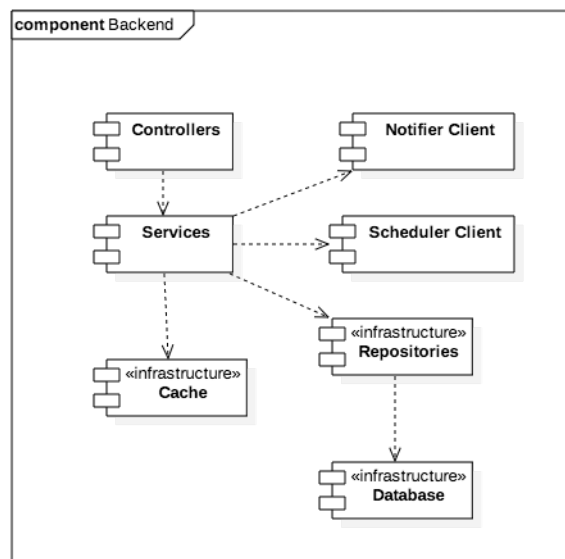 component Backend
Controllers
Notifier Client
Services
Scheduler Client
«infrastructure»
Repositories
«infrastructure»
Cache
«infrastructure»
Database